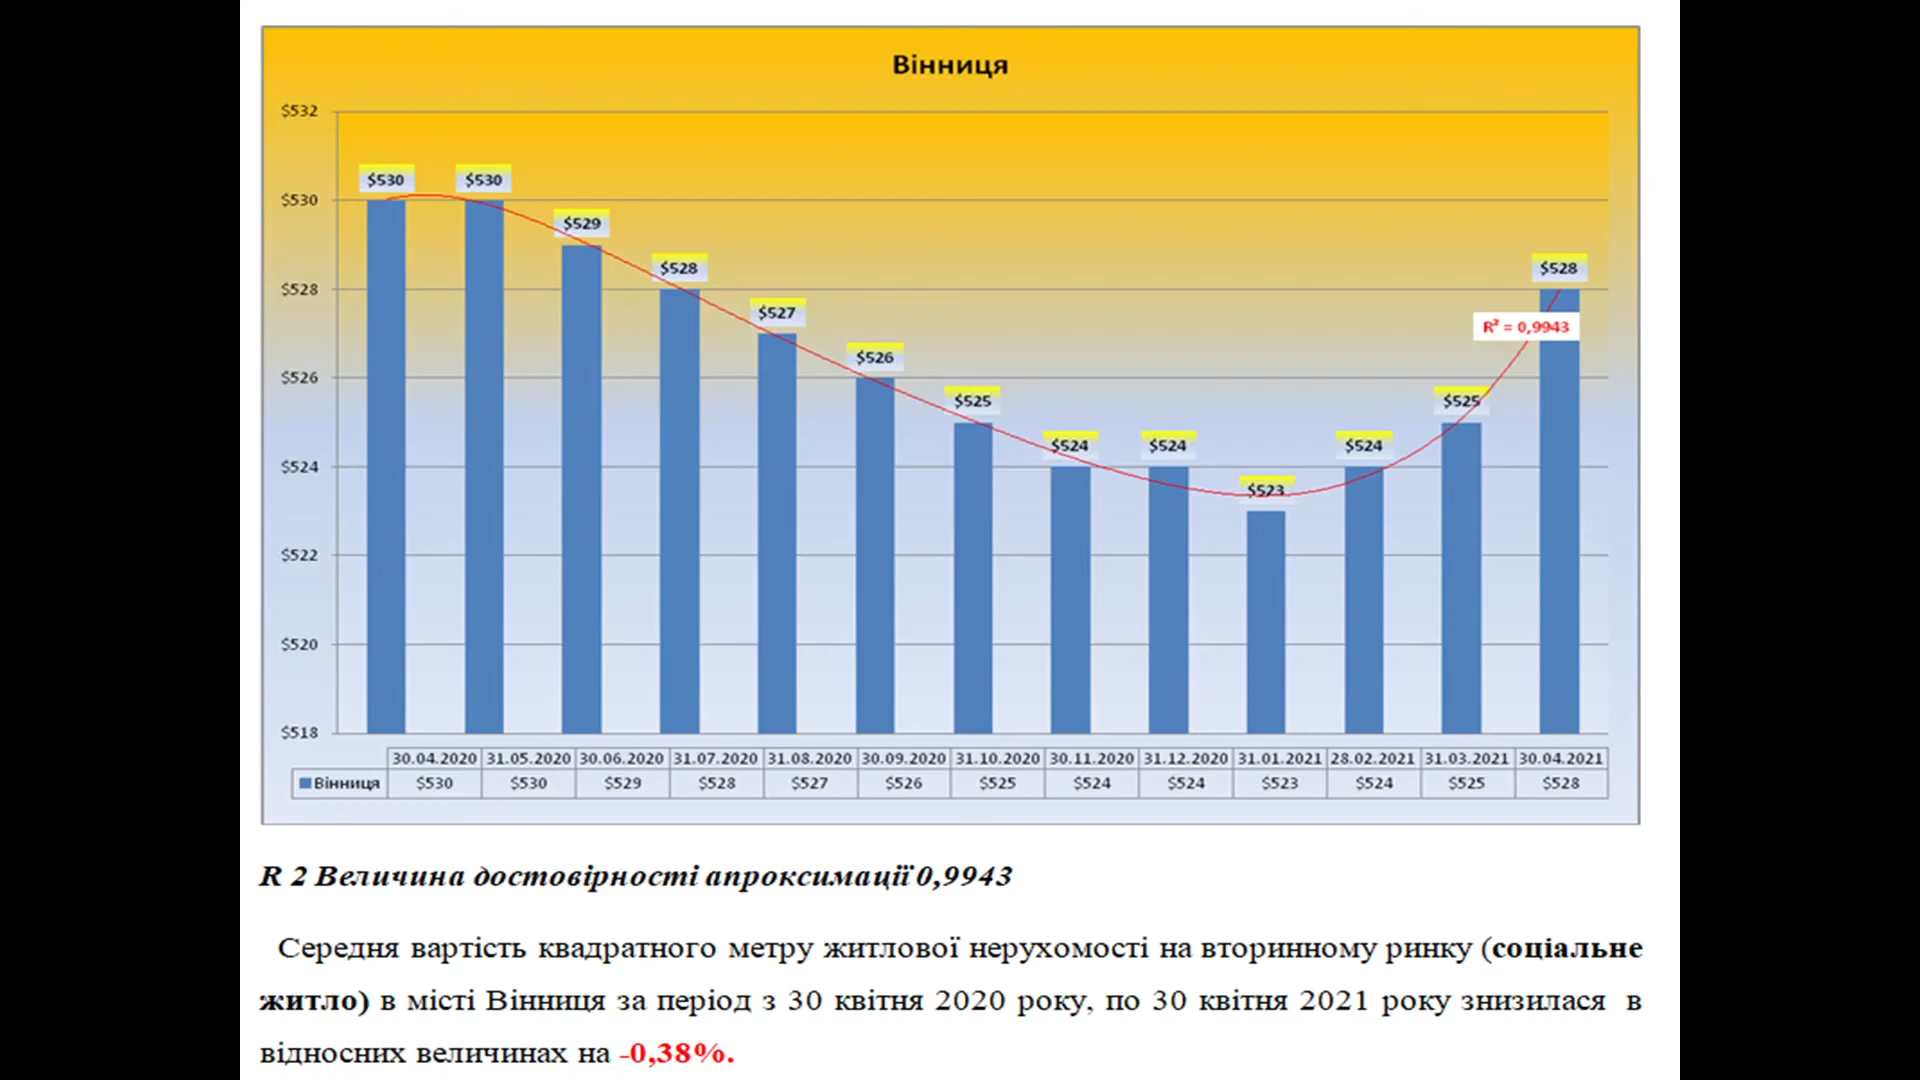 Вінниця
$532
$530
$528
$526
$524
$522
$520
$518
$530
$530
$529
$528
$527
$526
$525
$524
$524
$523
$524
$525
$528
R² = 0,9943
30.04.2020 31.05.2020 30.06.2020 31.07.2020 31.08.2020 30.09.2020 31.10.2020 30.11.2020 31.12.2020 31.01.2021 28.02.2021 31.03.2021 30.04.2021
Вінниця $530 $530 $529 $528 $527 $526 $525 $524 $524 $523 $524 $525 $528
R 2 Величина достовірності апроксимації 0,9943
Середня вартість квадратного метру житлової нерухомості на вторинному ринку (соціальне
житло) в місті Вінниця за період з 30 квітня 2020 року, по 30 квітня 2021 року знизилася в
відносних величинах на -0,38%.